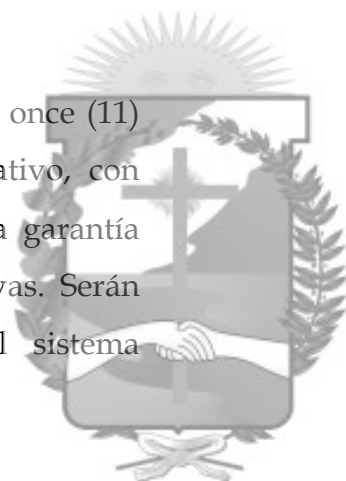 once (11)
ativo, con
a garantía
vas. Serán
l sistema